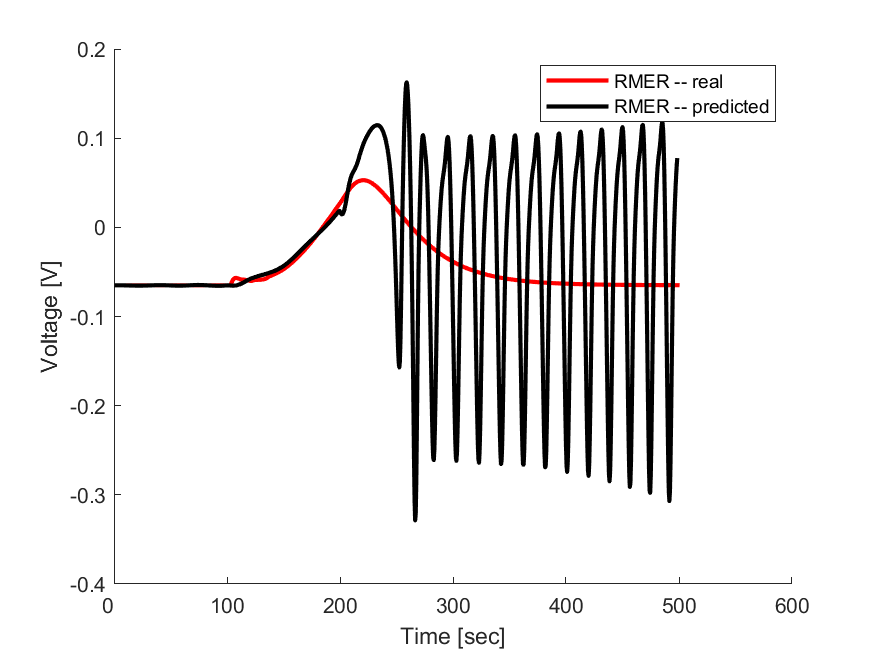 0.2
0.1
0
-0.1
-0.2
-0.3
-0.4
Voltage [V]
RMER -- real
RMER -- predicted
0 100 200 300 400 500 600
Time [sec]